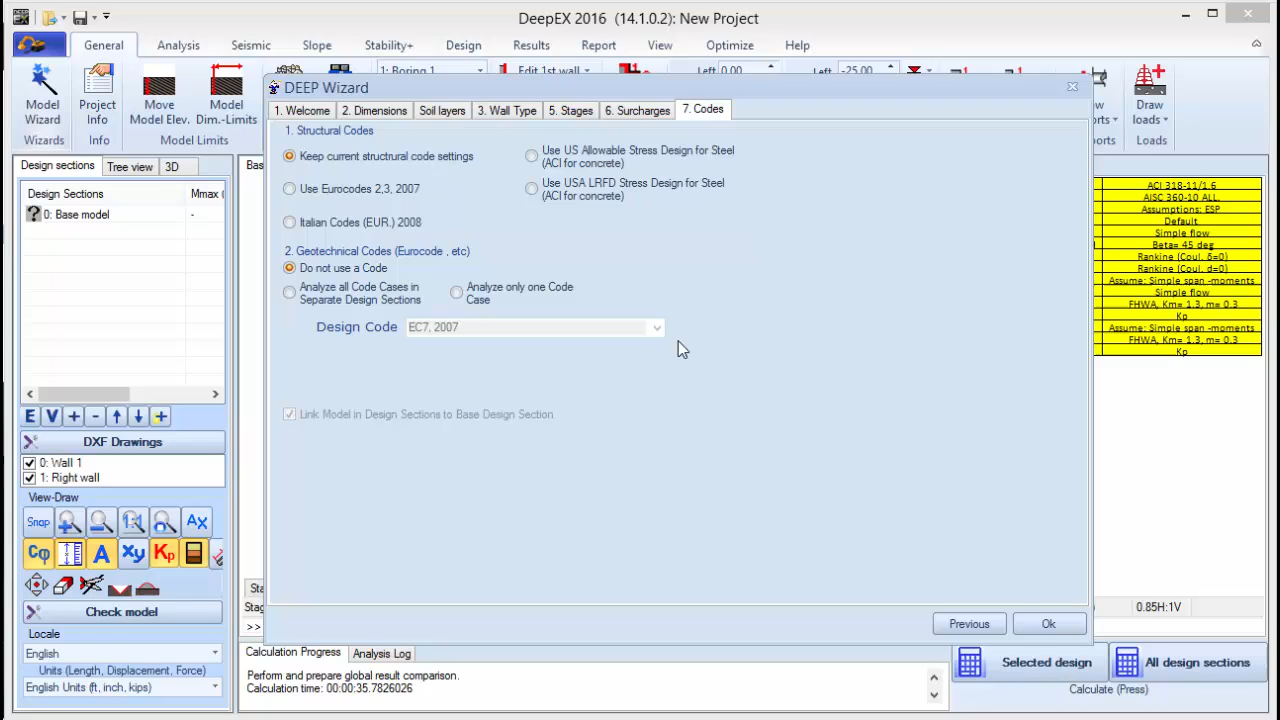 DeepEX 2016 (14.1.0.2): New Project
General
Analysis
Seismic
Slope
Stability+
Design
Results
Report
View
Optimize
Help
1: Boring 1
Edit 1st wall
Left 0.00
Left -25.00
Model
Wizard
Project
Info
Move
Model Elev.
Model
Dim.-Limits
Draw
loads
Wizards
Info
Model Limits
Loads
DEEP Wizard
1. Welcome
2. Dimensions
Soil layers
3. Wall Type
5. Stages
6. Surcharges
7. Codes
1. Structural Codes
Keep current structrural code settings
Use US Allowable Stress Design for Steel
(ACI for concrete)
Use Eurocodes 2,3, 2007
Use USA LRFD Stress Design for Steel
(ACI for concrete)
Italian Codes (EUR.) 2008
2. Geotechnical Codes (Eurocode , etc)
Do not use a Code
Analyze all Code Cases in
Separate Design Sections
Analyze only one Code
Case
Design Code
EC7, 2007
Link Model in Design Sections to Base Design Section.
Previous
Ok
Design sections
Tree view
3D
Design Sections
Mmax
0: Base model
-
E V + -
DXF Drawings
0: Wall 1
1: Right wall
View-Draw
Snap
1:1
Ax
Cφ
A
Xy
Kp
Check model
Locale
English
Units (Length, Displacement, Force)
English Units (ft, inch, kips)
ACI 318-11/1.6
AISC 360-10 ALL.
Assumptions: ESP
Default
Simple flow
Beta= 45 deg
Rankine (Coul. δ=0)
Rankine (Coul. d=0)
Assume: Simple span -moments
Simple flow
FHWA, Km= 1.3, m= 0.3
Kp
Assume: Simple span -moments
FHWA, Km= 1.3, m= 0.3
Kp
0.85H:1V
>>
Calculation Progress
Analysis Log
Perform and prepare global result comparison.
Calculation time: 00:00:35.7826026
Selected design
All design sections
Calculate (Press)